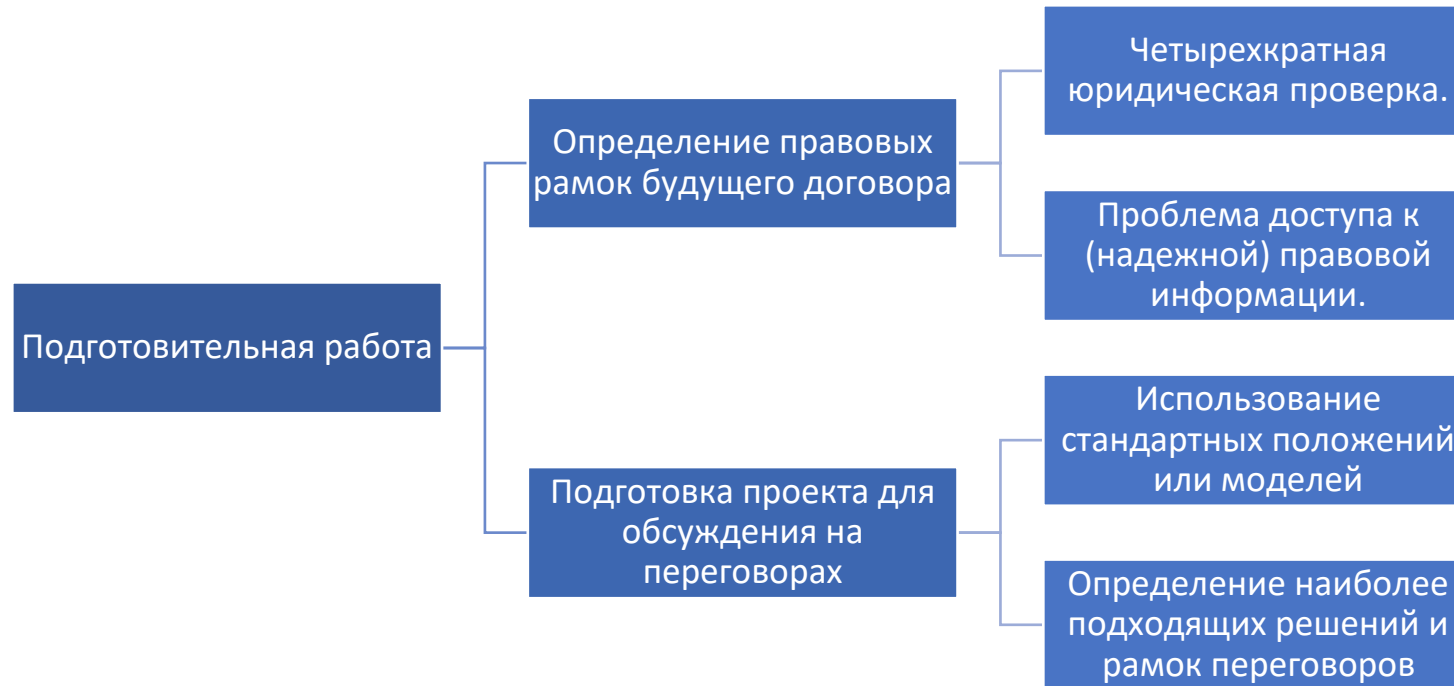 Подготовительная работа
Определение правовых
рамок будущего договора
Четырехкратная
юридическая проверка.
Проблема доступа к
(надежной) правовой
информации.
Подготовка проекта для
обсуждения на
переговорах
Использование
стандартных положений
или моделей
Определение наиболее
подходящих решений и
рамок переговоров